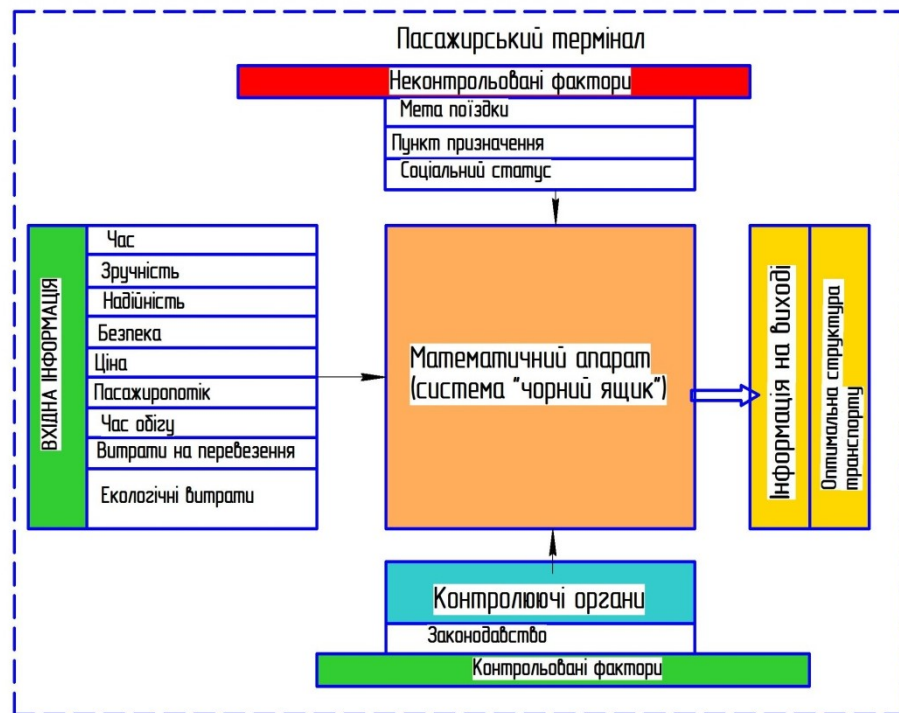 Пасажирський термінал
Неконтрольовані фактори
Мета поїздки
Пункт призначення
Соціальний статус
ВХІДНА ІНФОРМАЦІЯ
Час
Зручність
Надійність
Безпека
Ціна
Пасажиропотік
Час обігу
Витрати на перевезення
Екологічні витрати
Математичний апарат
(система "чорний ящик")
Інформація на виході
Оптимальна структура
транспорту
Контролюючі органи
Законодавство
Контрольовані фактори